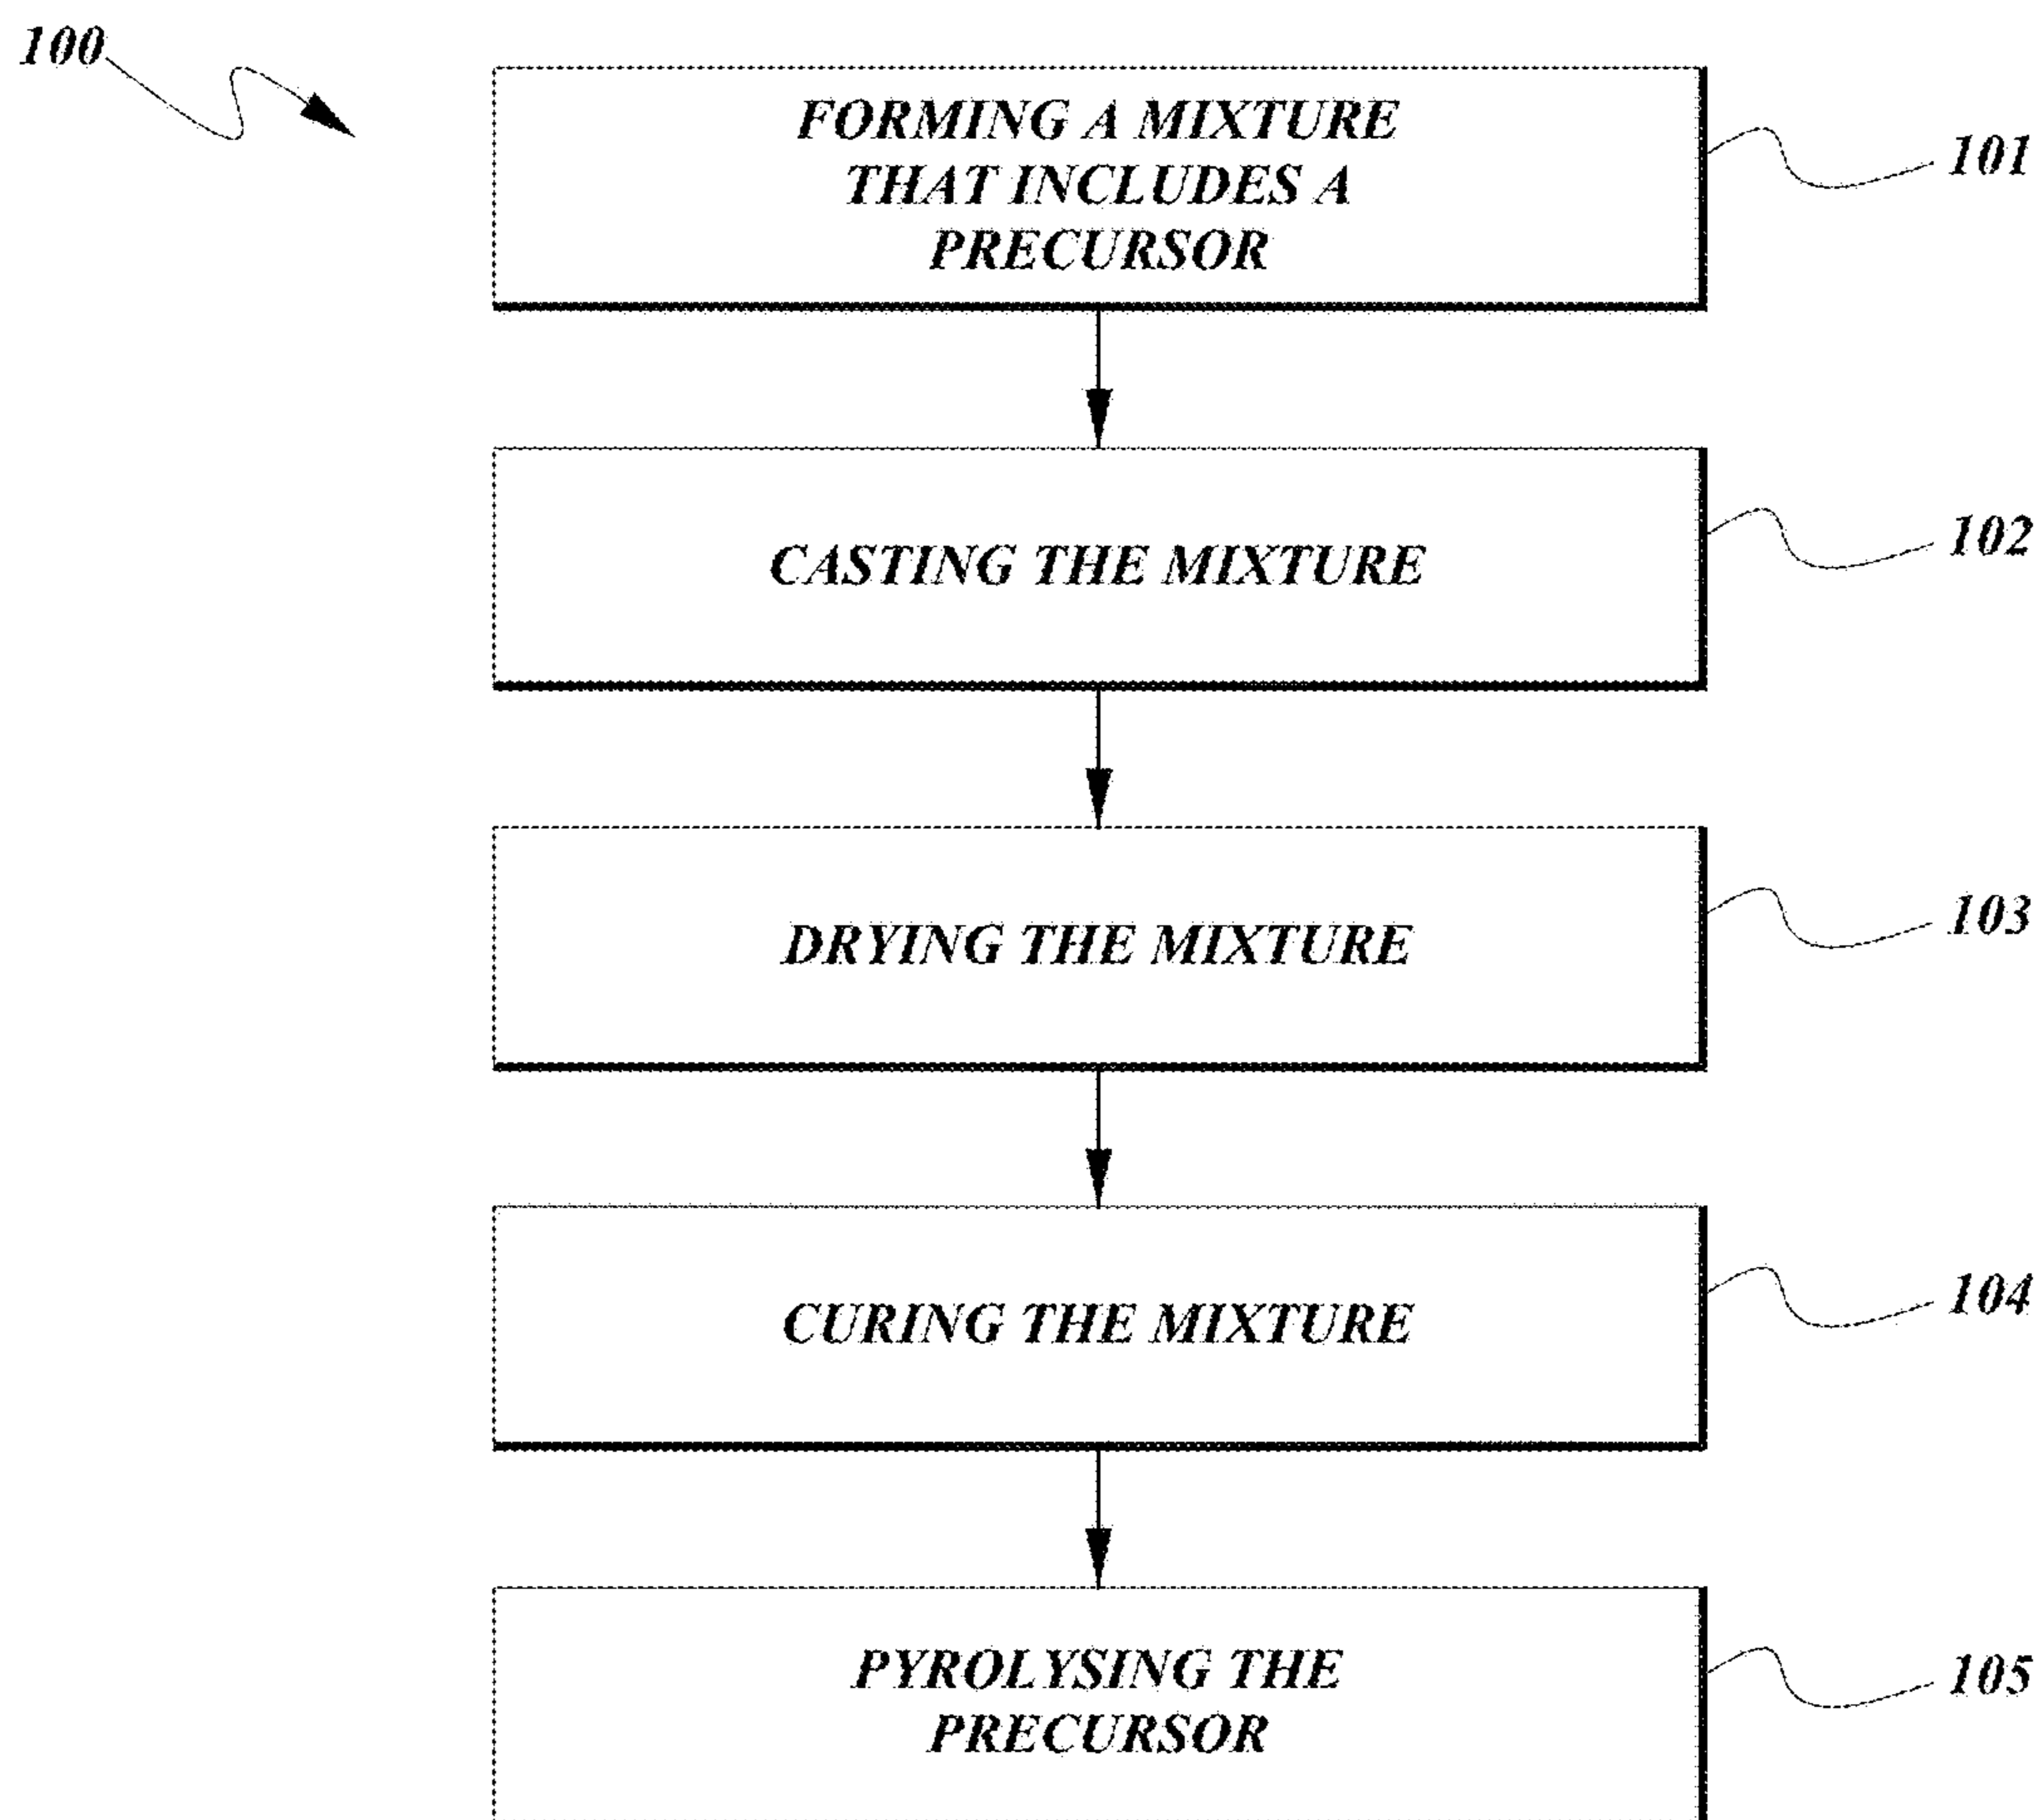 100
FORMING A MIXTURE
THAT INCLUDES A
PRECURSOR
101
CASTING THE MIXTURE
102
DRYING THE MIXTURE
103
CURING THE MIXTURE
104
PYROLYSING THE
PRECURSOR
105